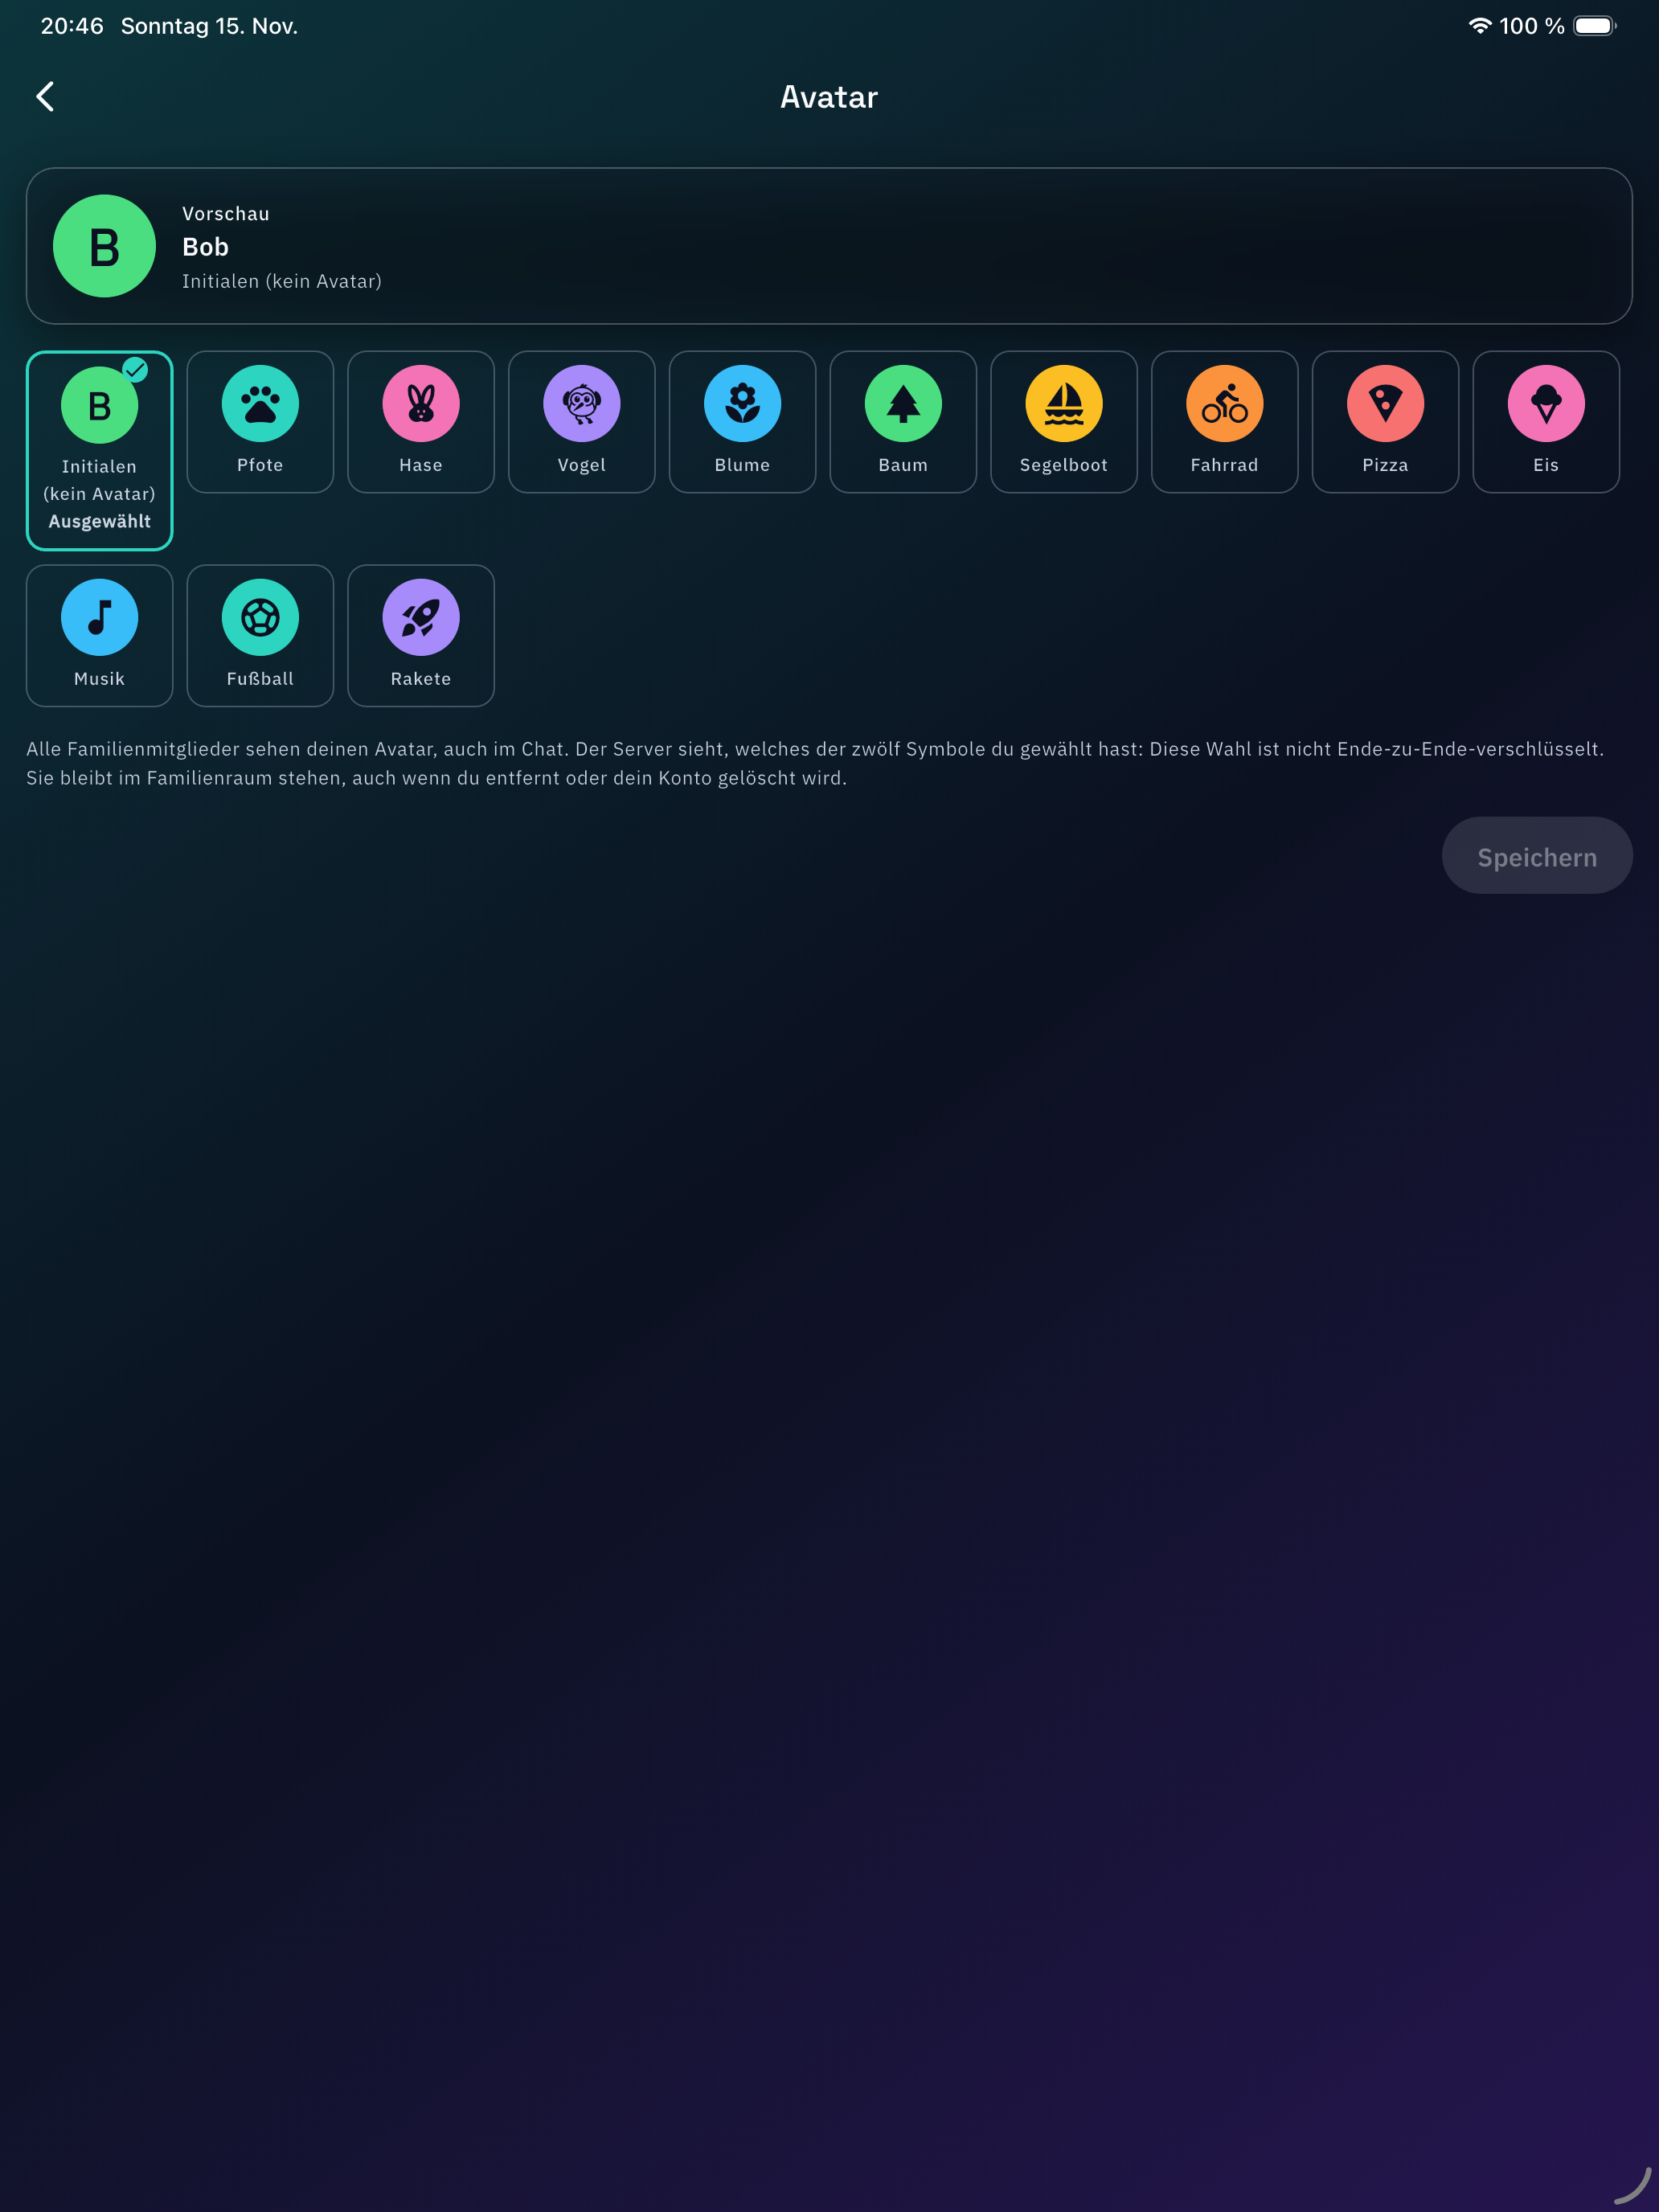 20:46 Sonntag 15. Nov.
100 %
Avatar
B
Vorschau
Bob
Initialen (kein Avatar)
B
Initialen
(kein Avatar)
Ausgewählt
Pfote
Hase
Vogel
Blume
Baum
Segelboot
Fahrrad
Pizza
Eis
Musik
Fußball
Rakete
Alle Familienmitglieder sehen deinen Avatar, auch im Chat. Der Server sieht, welches der zwölf Symbole du gewählt hast: Diese Wahl ist nicht Ende-zu-Ende-verschlüsselt.
Sie bleibt im Familienraum stehen, auch wenn du entfernt oder dein Konto gelöscht wird.
Speichern